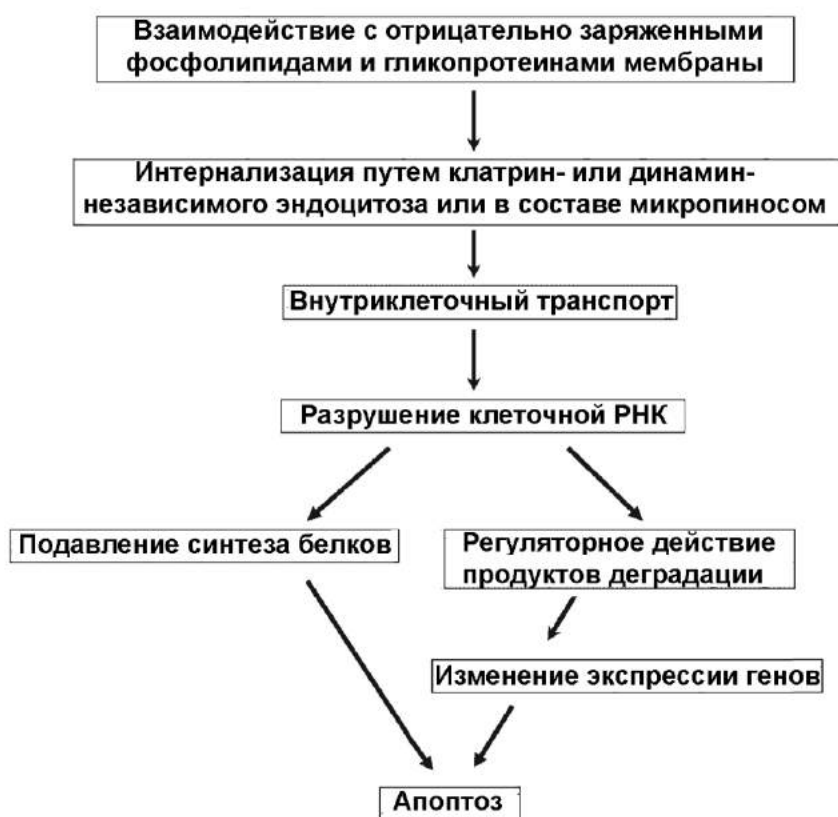 Взаимодействие с отрицательно заряженными
фосфолипидами и гликопротеинами мембраны
Интернализация путем клатрин- или динамин-
независимого эндоцитоза или в составе микропиносом
Внутриклеточный транспорт
Разрушение клеточной РНК
Подавление синтеза белков
Регуляторное действие
продуктов деградации
Изменение экспрессии генов
Апоптоз